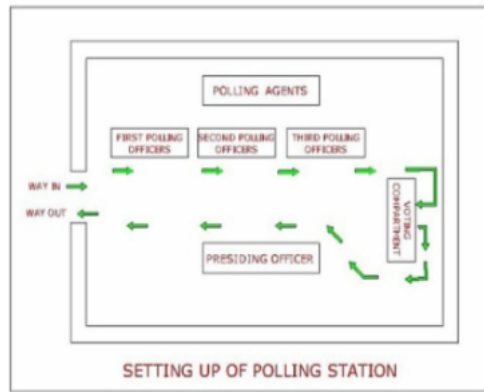 POLLING AGENTS
FIRST POLLING
OFFICERS
SECOND POLLING
OFFICERS
THIRD POLLING
OFFICERS
WAY IN
WAY OUT
VOTING
COMPARTMENT
PRESIDING OFFICER
SETTING UP OF POLLING STATION